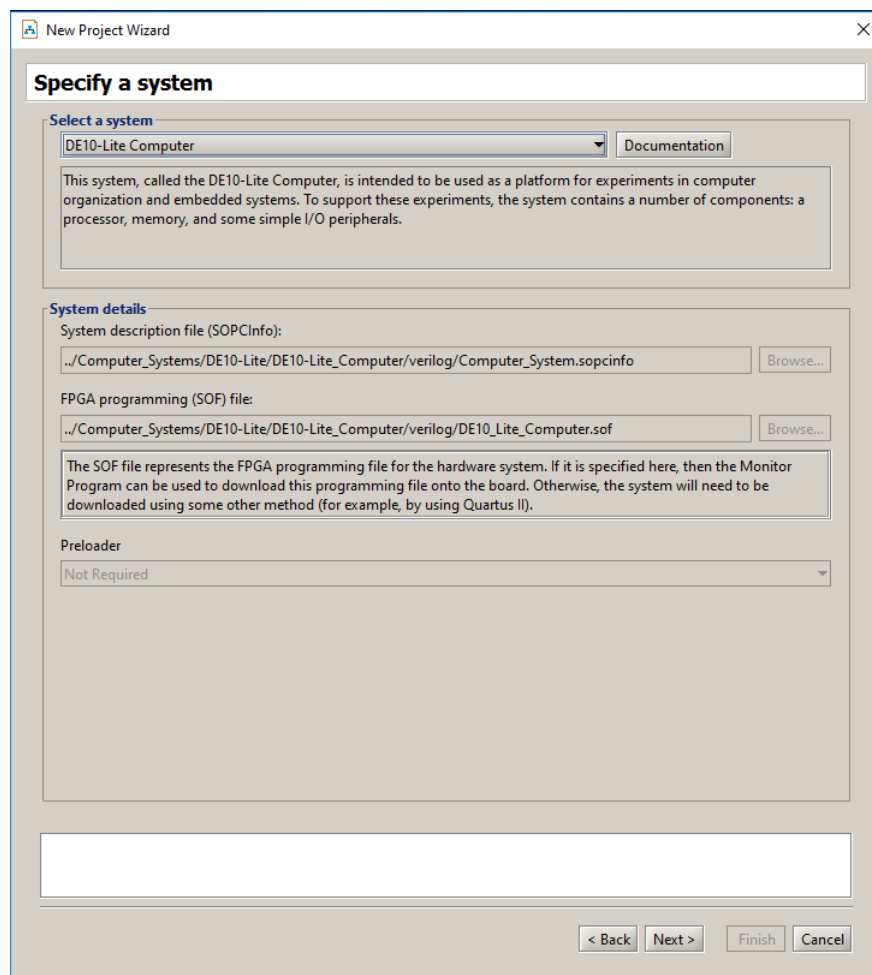 New Project Wizard
Specify a system
Select a system
DE10-Lite Computer
Documentation
This system, called the DE10-Lite Computer, is intended to be used as a platform for experiments in computer
organization and embedded systems. To support these experiments, the system contains a number of components: a
processor, memory, and some simple I/O peripherals.
System details
System description file (SOPCInfo):
../Computer_Systems/DE10-Lite/DE10-Lite_Computer/verilog/Computer_System.sopcinfo
Browse...
FPGA programming (SOF) file:
../Computer_Systems/DE10-Lite/DE10-Lite_Computer/verilog/DE10_Lite_Computer.sof
Browse...
The SOF file represents the FPGA programming file for the hardware system. If it is specified here, then the Monitor
Program can be used to download this programming file onto the board. Otherwise, the system will need to be
downloaded using some other method (for example, by using Quartus II).
Preloader
Not Required
< Back
Next >
Finish
Cancel